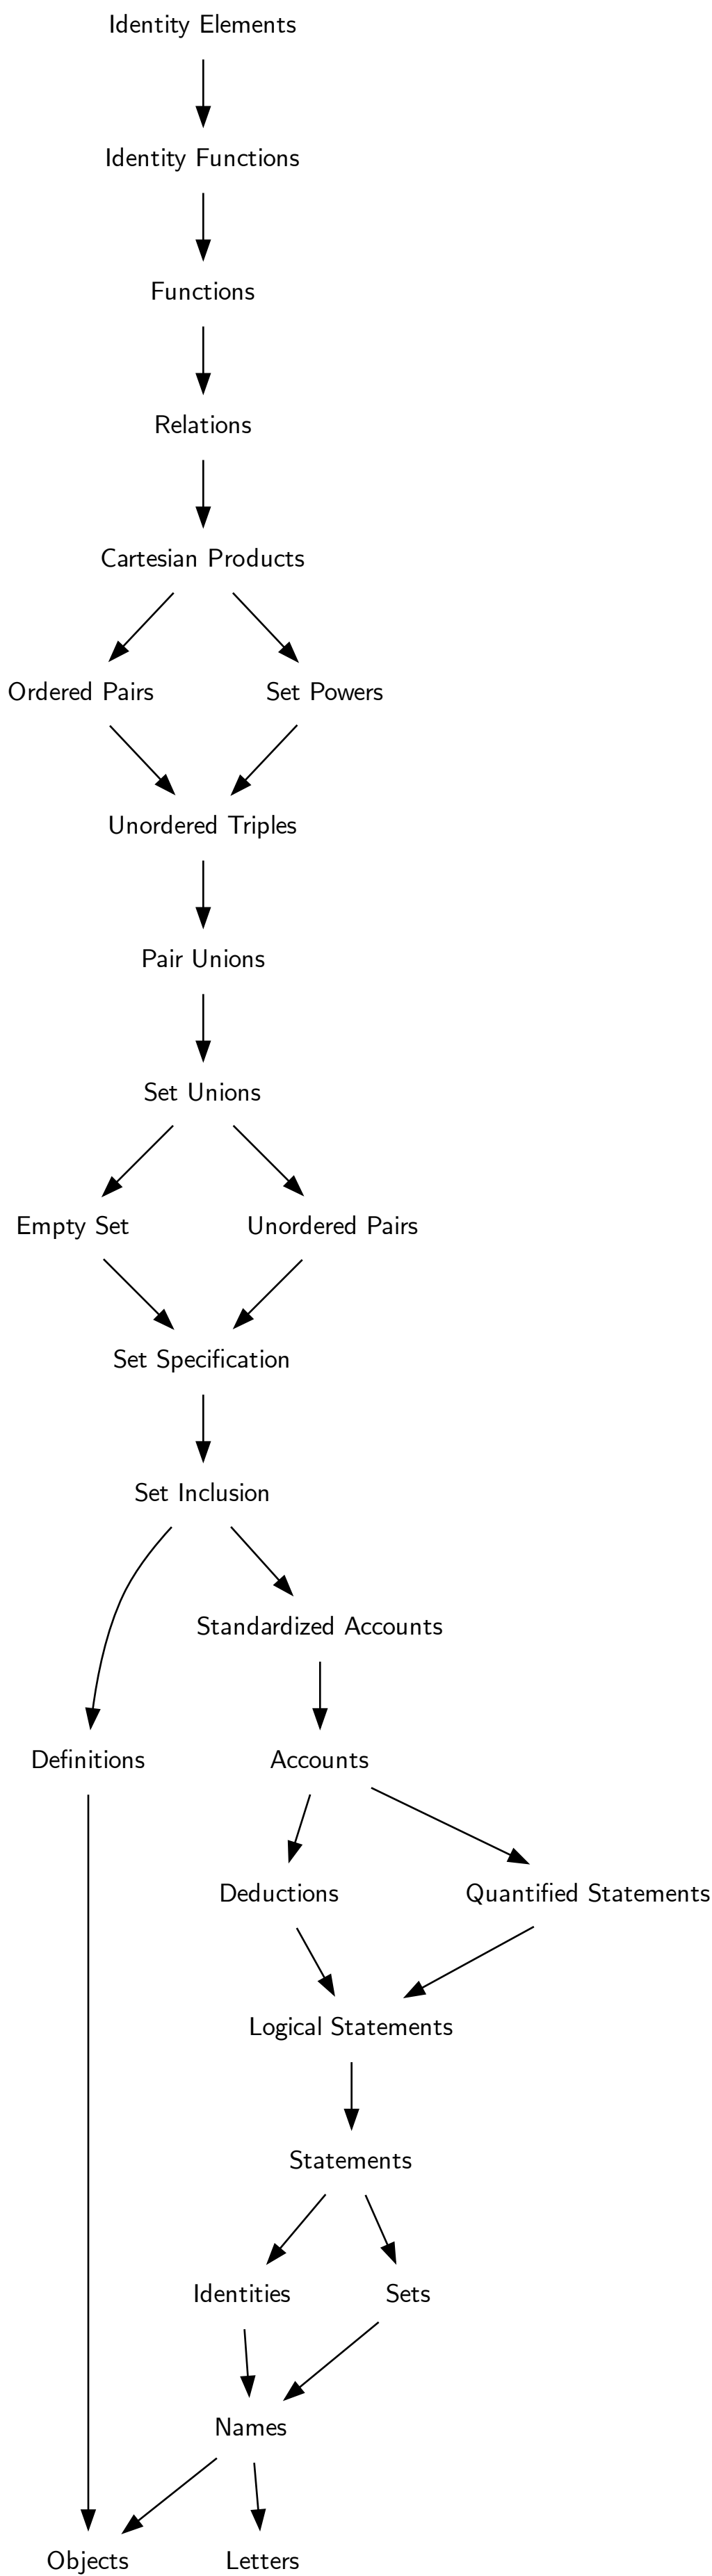 Identity Elements
Identity Functions
Functions
Relations
Cartesian Products
Ordered Pairs
Set Powers
Unordered Triples
Pair Unions
Set Unions
Empty Set
Unordered Pairs
Set Specification
Set Inclusion
Standardized Accounts
Definitions
Accounts
Deductions
Quantified Statements
Logical Statements
Statements
Identities
Sets
Names
Objects
Letters